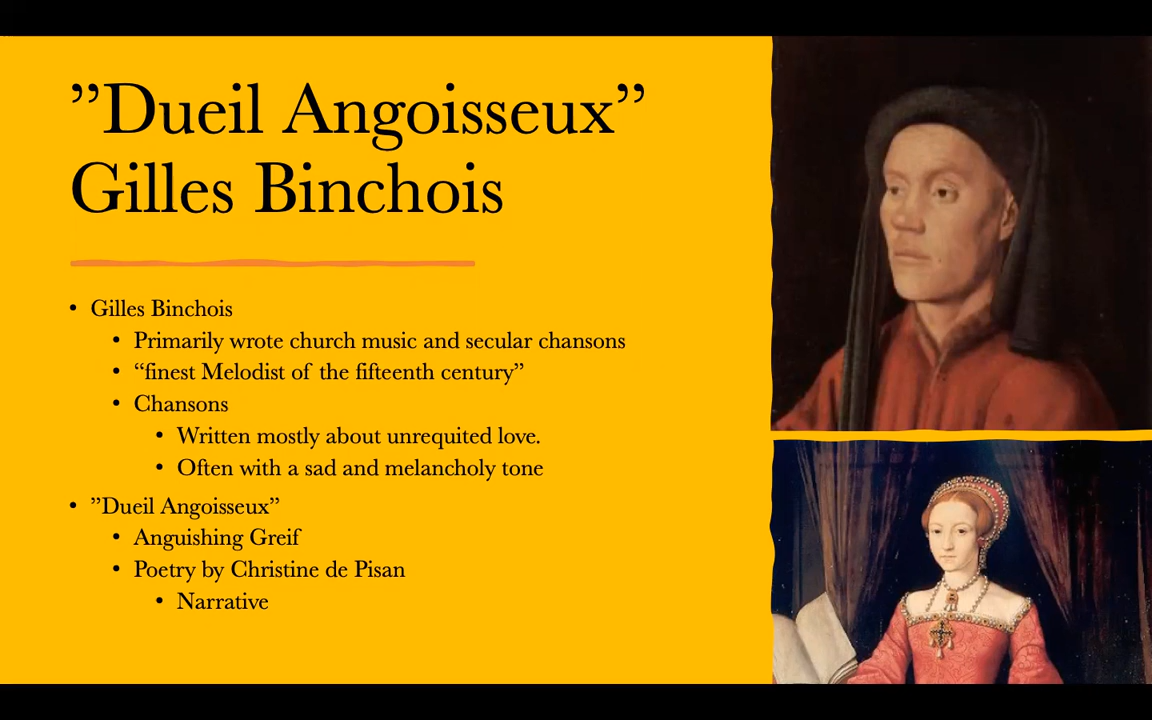 ”Dueil Angoisseux”
Gilles Binchois
• Gilles Binchois
• Primarily wrote church music and secular chansons
• “finest Melodist of the fifteenth century”
• Chansons
• Written mostly about unrequited love.
• Often with a sad and melancholy tone
• ”Dueil Angoisseux”
• Anguishing Greif
• Poetry by Christine de Pisan
• Narrative